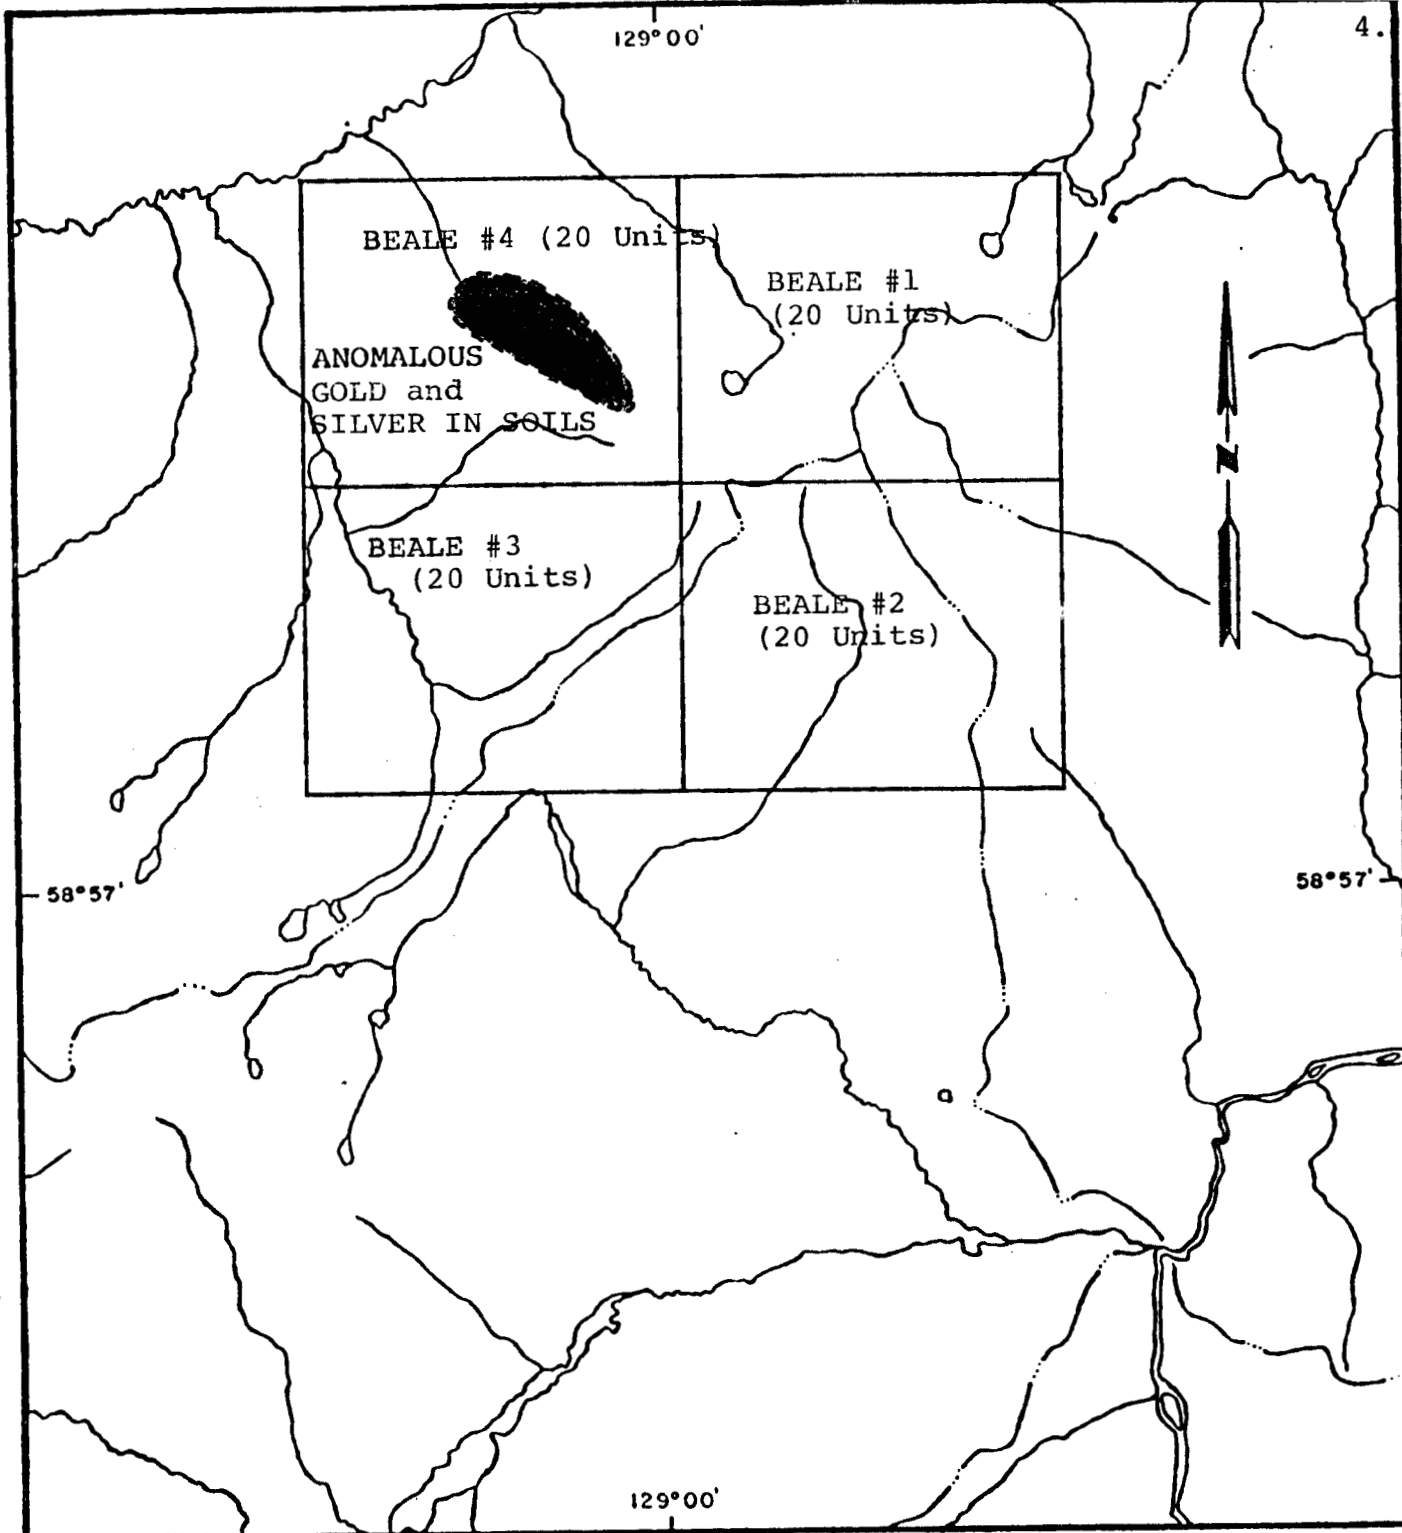 129°00'
4.
BEALE #4 (20 Units)
BEALE #1
(20 Units)
ANOMALOUS
GOLD and
SILVER IN SOILS
N
BEALE #3
(20 Units)
BEALE #2
(20 Units)
58°57'
58°57'
129°00'